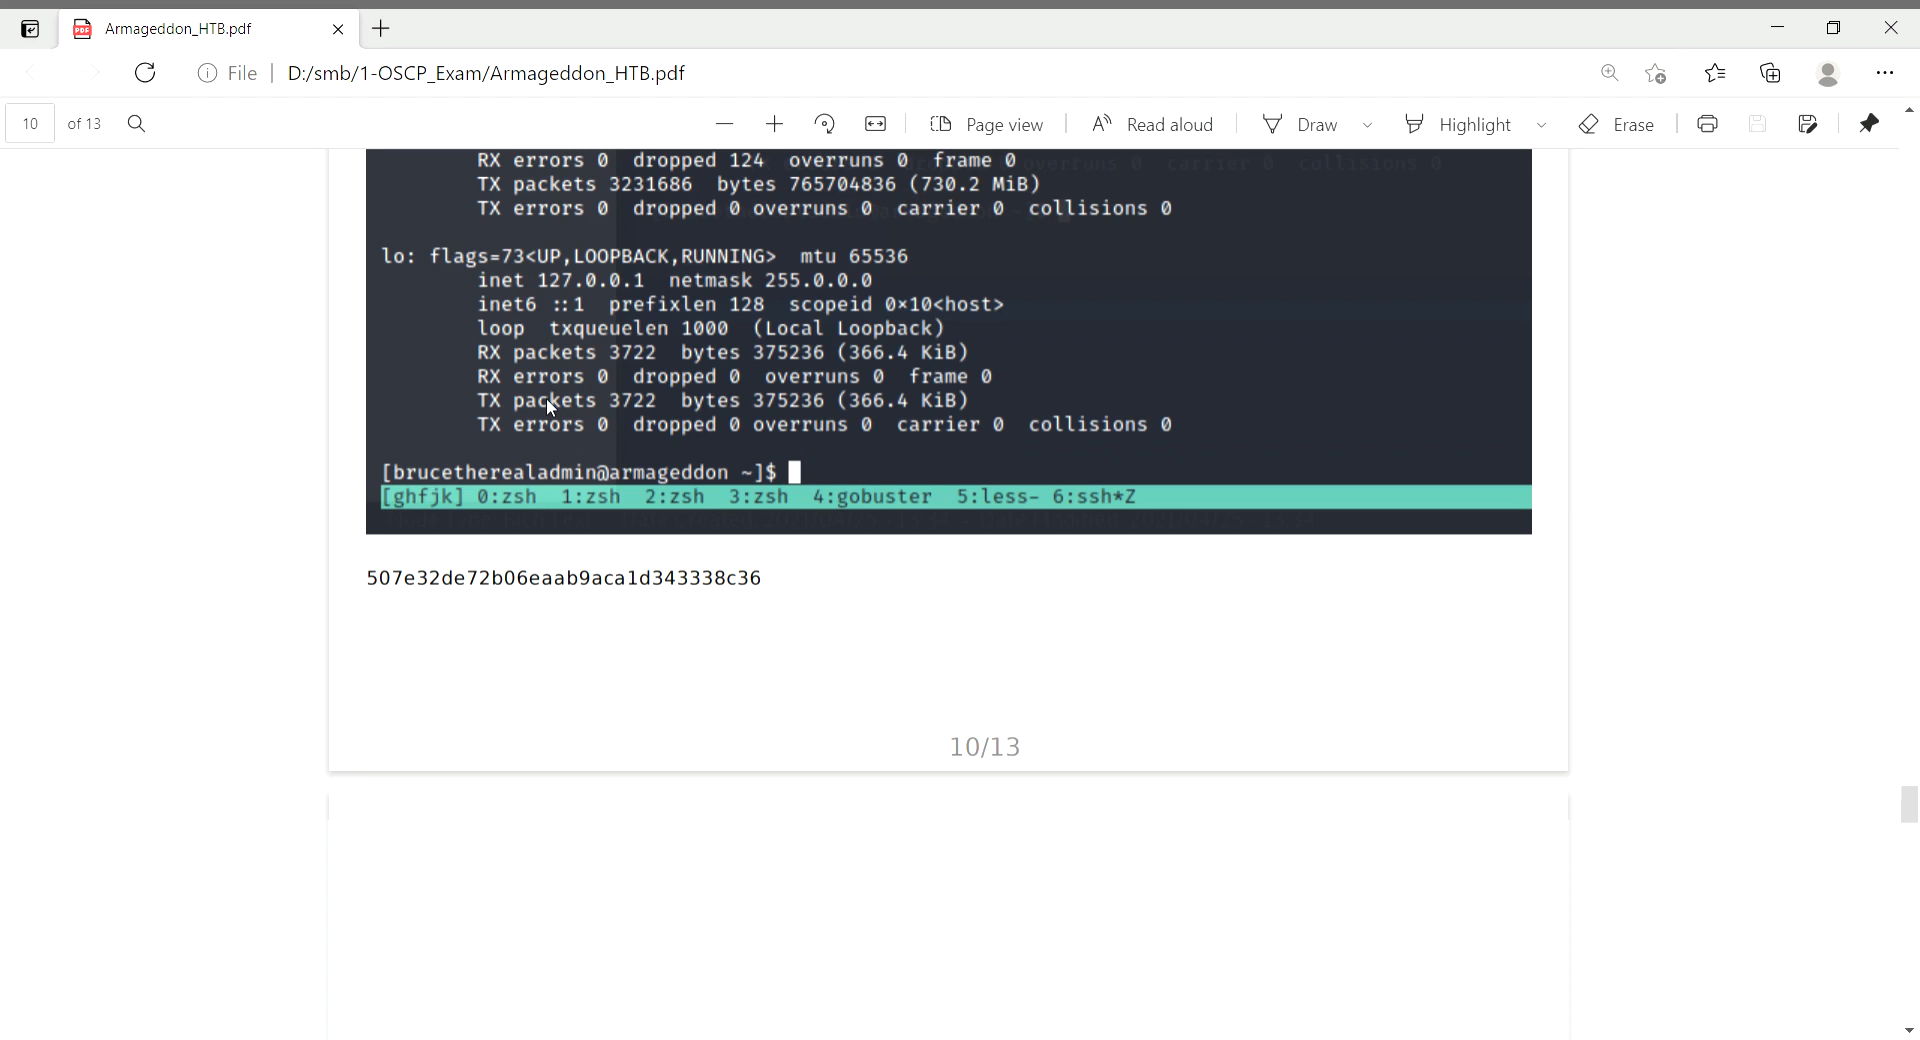 Armageddon_HTB.pdf
File
D:/smb/1-OSCP_Exam/Armageddon_HTB.pdf
10 of 13
Page view
Read aloud
Draw
Highlight
Erase
RX errors 0  dropped 124  overruns 0  frame 0
TX packets 3231686  bytes 765704836 (730.2 MiB)
TX errors 0  dropped 0 overruns 0  carrier 0  collisions 0
lo: flags=73<UP,LOOPBACK,RUNNING>  mtu 65536
inet 127.0.0.1  netmask 255.0.0.0
inet6 ::1  prefixlen 128  scopeid 0×10<host>
loop  txqueuelen 1000  (Local Loopback)
RX packets 3722  bytes 375236 (366.4 KiB)
RX errors 0  dropped 0  overruns 0  frame 0
TX packets 3722  bytes 375236 (366.4 KiB)
TX errors 0  dropped 0 overruns 0  carrier 0  collisions 0
[brucetherealadmin@armageddon ~]$
[ghfjk] 0:zsh  1:zsh  2:zsh  3:zsh  4:gobuster  5:less- 6:ssh*Z
507e32de72b06eaab9aca1d343338c36
10/13